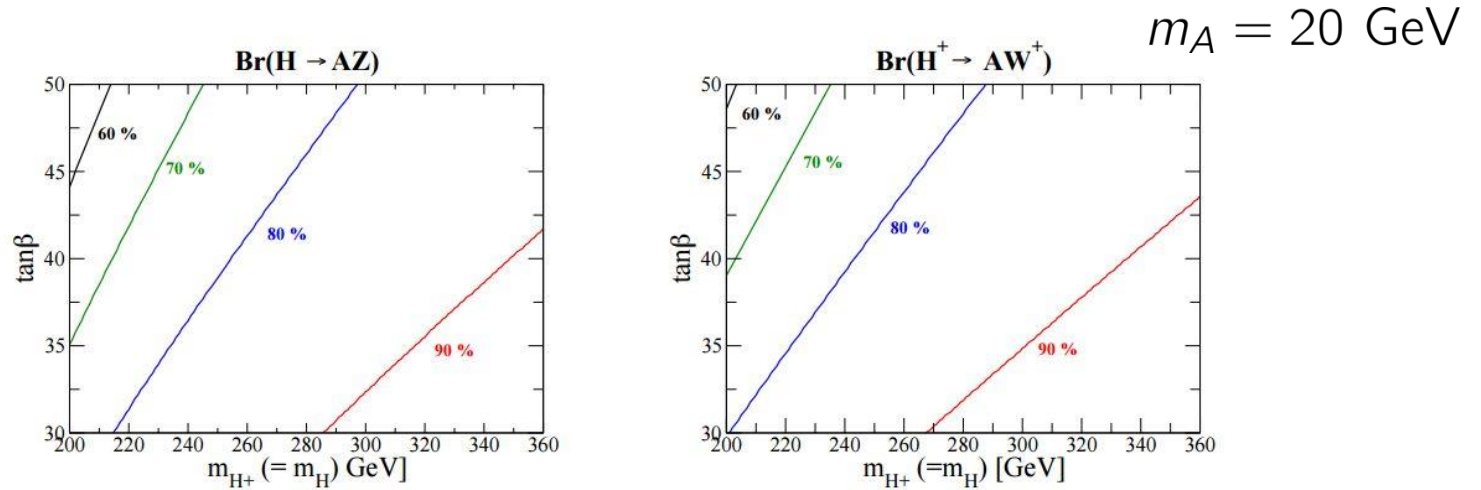 m_A = 20 GeV
Br(H → AZ)
50
45
40
35
30
tanβ
60 %
70 %
80 %
90 %
200 220 240 260 280 300 320 340 360
m_{H+} (= m_H) GeV]
Br(H^+ → AW^+)
50
45
40
35
30
tanβ
60 %
70 %
80 %
90 %
200 220 240 260 280 300 320 340 360
m_{H+} (=m_H) [GeV]